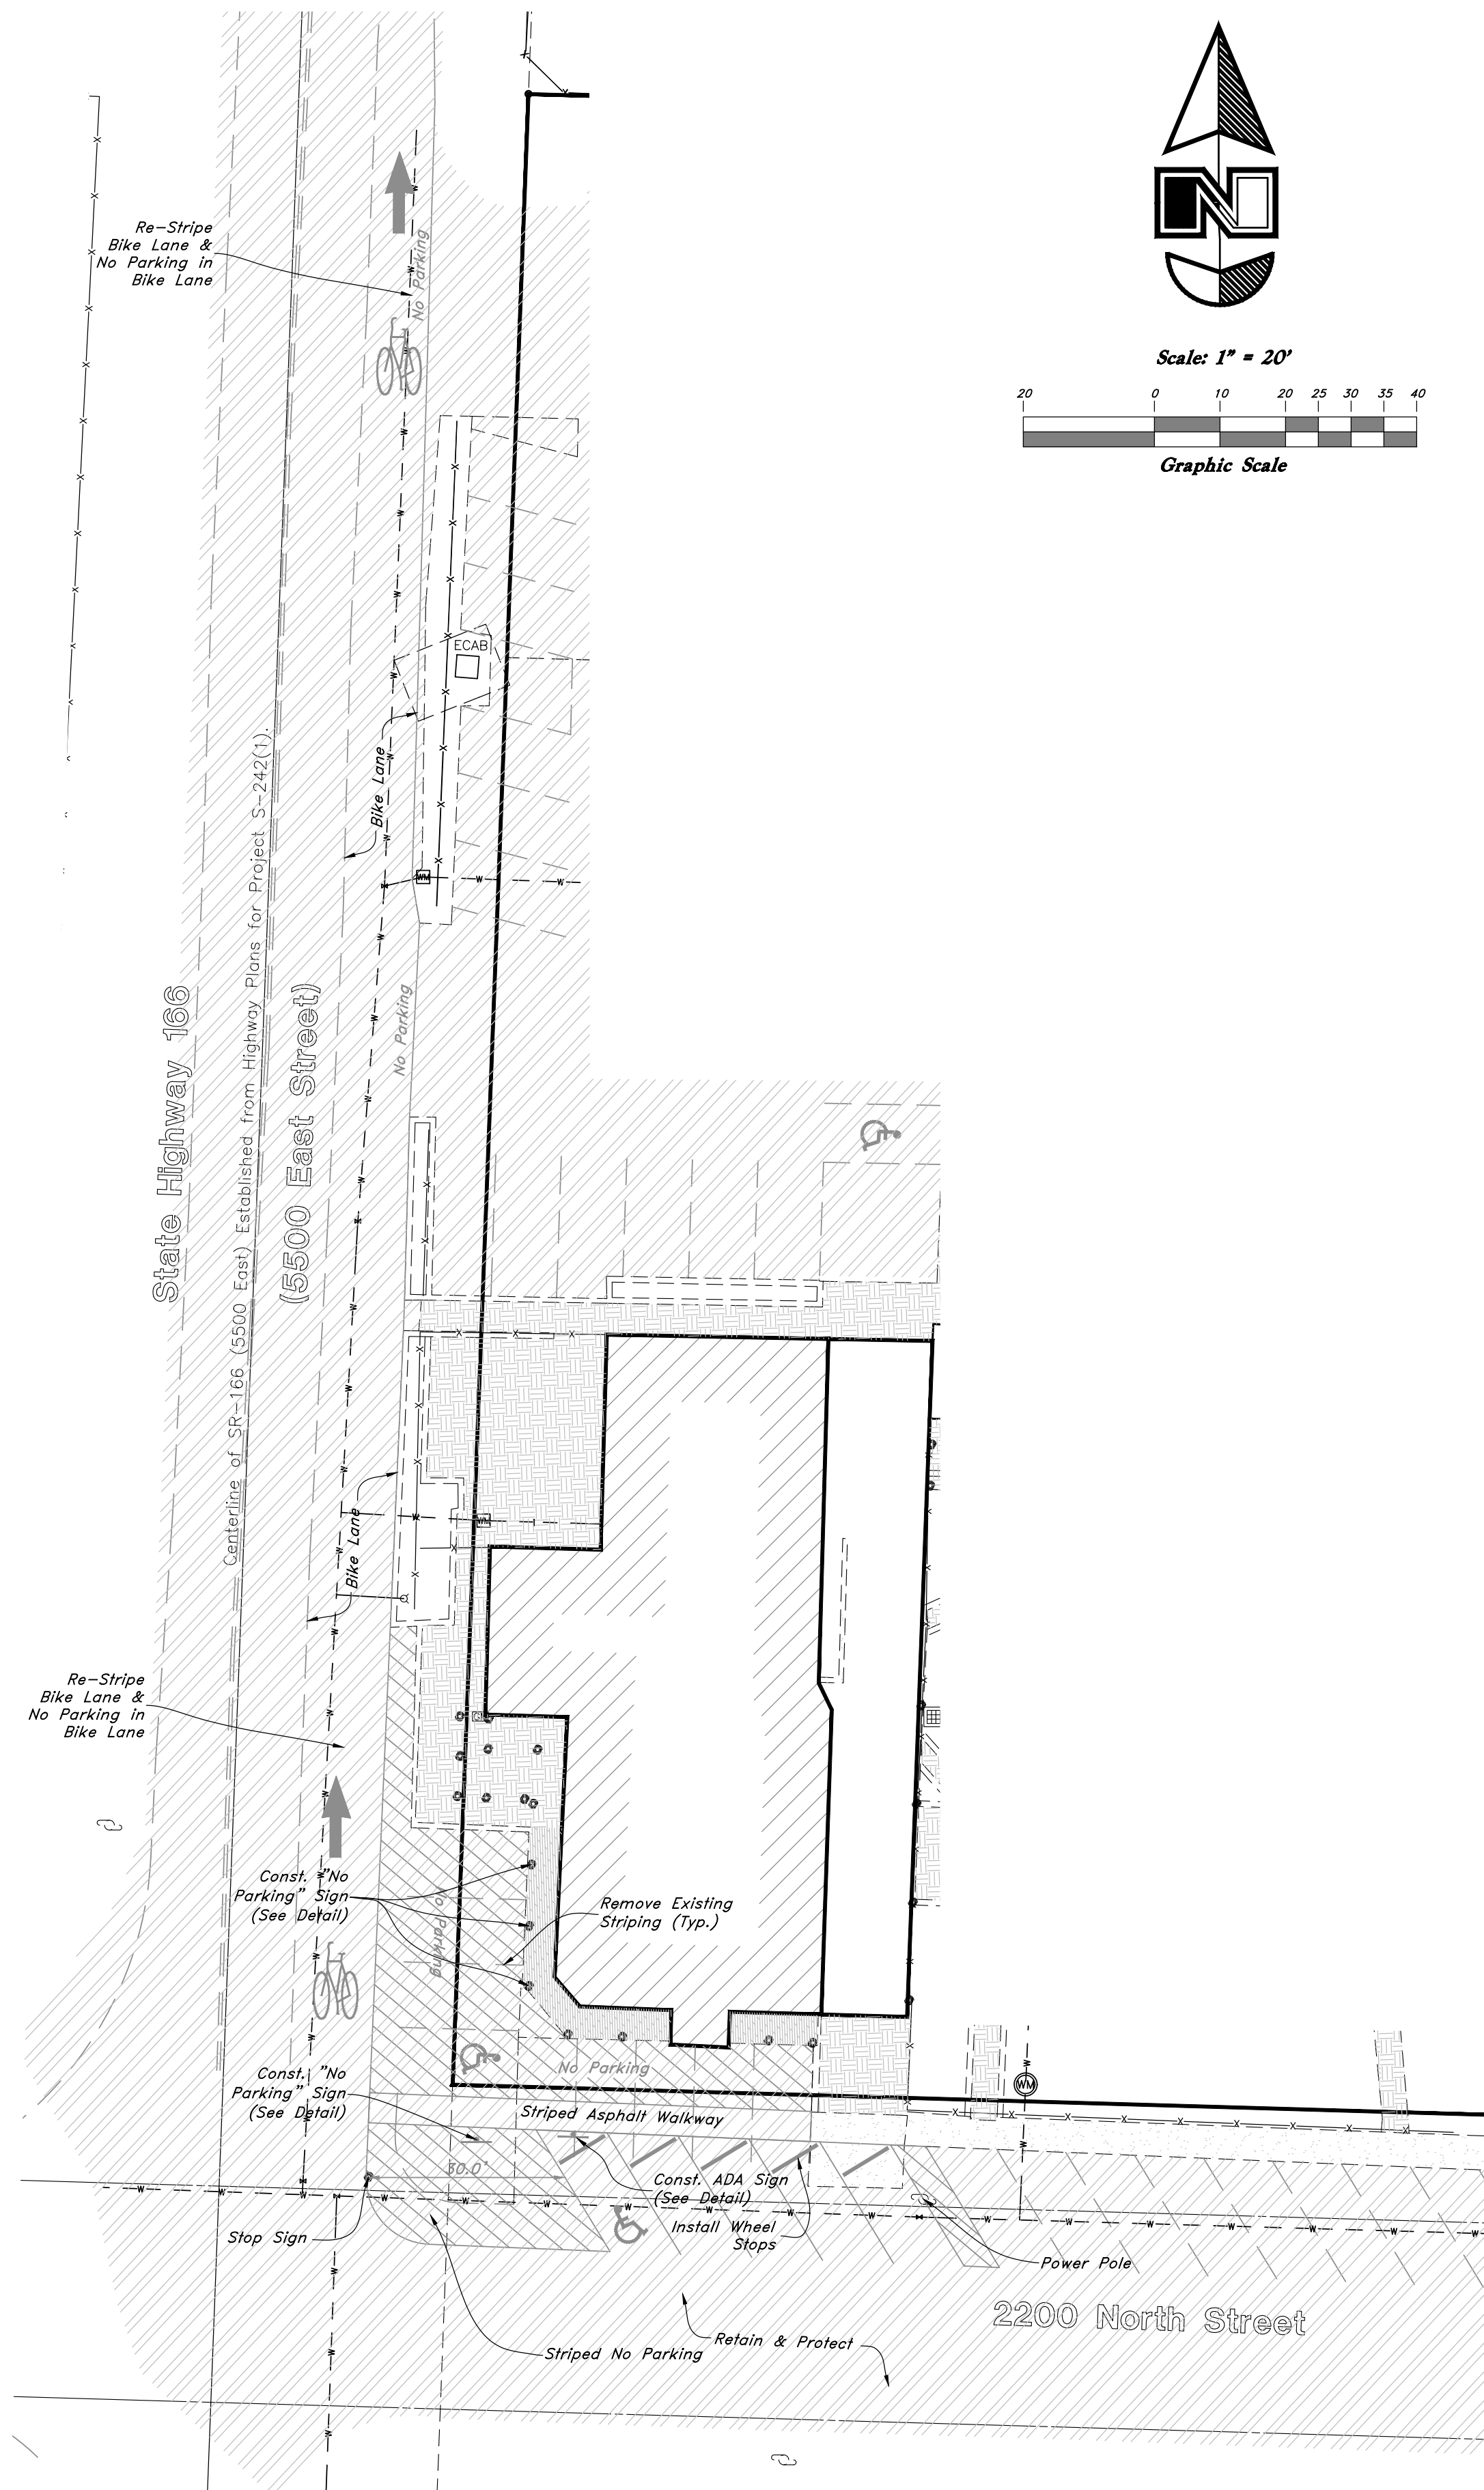 N
Scale: 1" = 20'
20 0 10 20 25 30 35 40
Graphic Scale
Re-Stripe
Bike Lane &
No Parking in
Bike Lane
No Parking
ECAB
Bike Lane
WM
No Parking
State Highway 166
Centerline of SR-166 (5500 East) Established from Highway Plans for Project S-242(1).
(5500 East Street)
WM
Bike Lane
Re-Stripe
Bike Lane &
No Parking in
Bike Lane
Const. "No
Parking" Sign
(See Detail)
No Parking
Remove Existing
Striping (Typ.)
No Parking
Const. "No
Parking" Sign
(See Detail)
Striped Asphalt Walkway
WM
30.0'
Const. ADA Sign
(See Detail)
Install Wheel
Stops
Stop Sign
Power Pole
2200 North Street
Retain & Protect
Striped No Parking